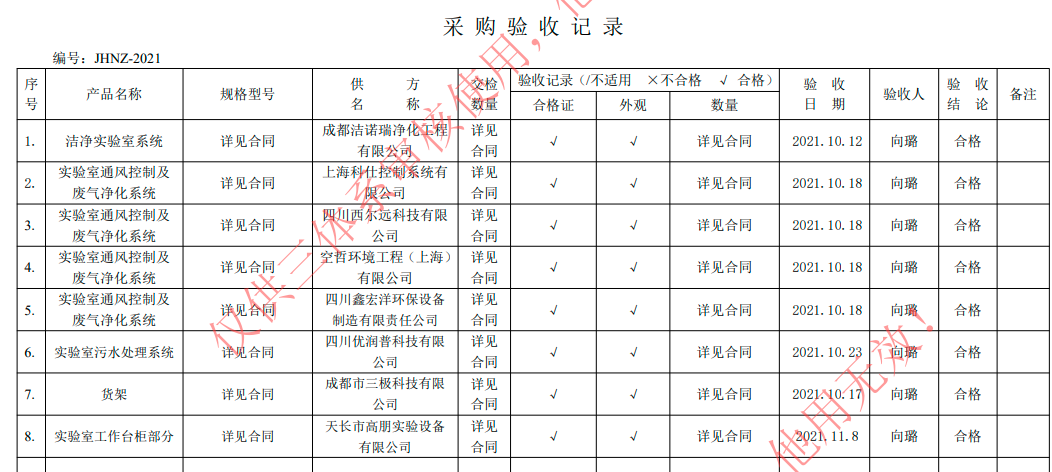 采 购 验 收 记 录
编号：JHNZ-2021
序号 产品名称 规格型号 供 方 名 称 交检数量 验收记录（/不适用 ×不合格 √ 合格） 验 收 日 期 验收人 验 收 结 论 备注
合格证 外观 数量
1. 洁净实验室系统 详见合同 成都洁诺瑞净化工程有限公司 详见合同 √ √ 详见合同 2021.10.12 向璐 合格
2. 实验室通风控制及废气净化系统 详见合同 上海科仕控制系统有限公司 详见合同 √ √ 详见合同 2021.10.18 向璐 合格
3. 实验室通风控制及废气净化系统 详见合同 四川西尔远科技有限公司 详见合同 √ √ 详见合同 2021.10.18 向璐 合格
4. 实验室通风控制及废气净化系统 详见合同 空哲环境工程（上海）有限公司 详见合同 √ √ 详见合同 2021.10.18 向璐 合格
5. 实验室通风控制及废气净化系统 详见合同 四川鑫宏洋环保设备制造有限责任公司 详见合同 √ √ 详见合同 2021.10.18 向璐 合格
6. 实验室污水处理系统 详见合同 四川优润普科技有限公司 详见合同 √ √ 详见合同 2021.10.23 向璐 合格
7. 货架 详见合同 成都市三极科技有限公司 详见合同 √ √ 详见合同 2021.10.17 向璐 合格
8. 实验室工作台柜部分 详见合同 天长市高朋实验设备有限公司 详见合同 √ √ 详见合同 2021.11.8 向璐 合格
仅供三体系审核使用，他
他用无效！